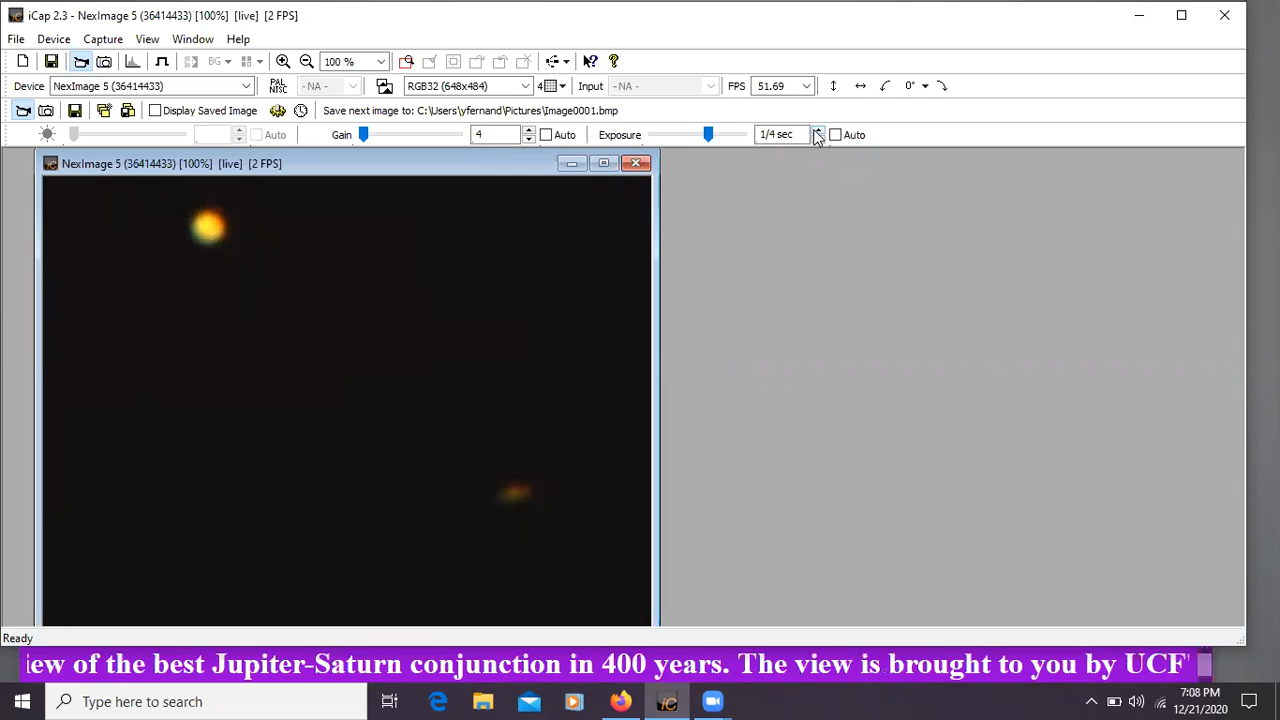 iCap 2.3 - NexImage 5 (36414433) [100%] [live] [2 FPS]
File Device Capture View Window Help
BG 100 %
Device NexImage 5 (36414433) PAL NTSC - NA - RGB32 (648x484) 4 Input - NA - FPS 51.69 0°
Display Saved Image Save next image to: C:\Users\yfernand\Pictures\Image0001.bmp
Auto Gain 4 Auto Exposure 1/4 sec Auto
iC NexImage 5 (36414433) [100%] [live] [2 FPS]
Ready
iew of the best Jupiter-Saturn conjunction in 400 years. The view is brought to you by UCF'
Type here to search iC 7:08 PM
12/21/2020